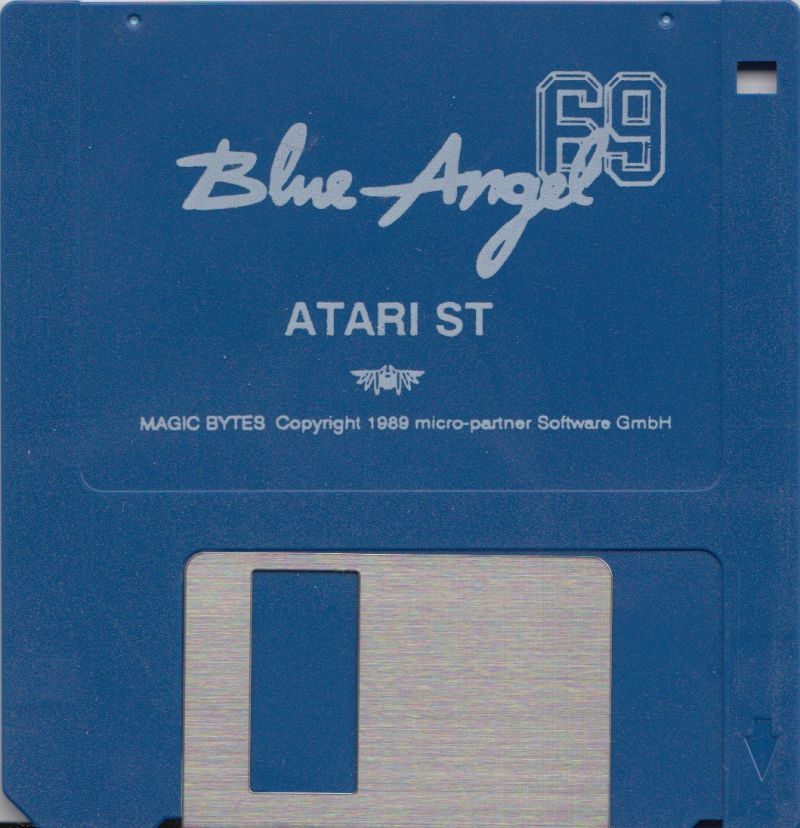 69
Blue Angel
ATARI ST
MAGIC BYTES Copyright 1989 micro-partner Software GmbH